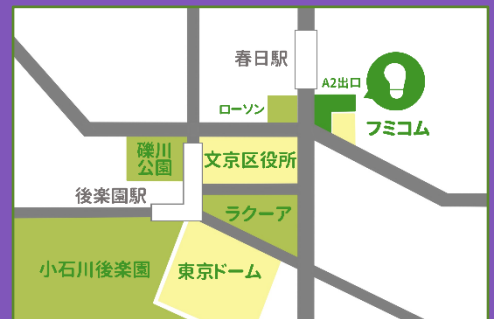 春日駅
A2出口
ローソン
フミコム
礫川
公園
文京区役所
後楽園駅
ラクーア
小石川後楽園
東京ドーム